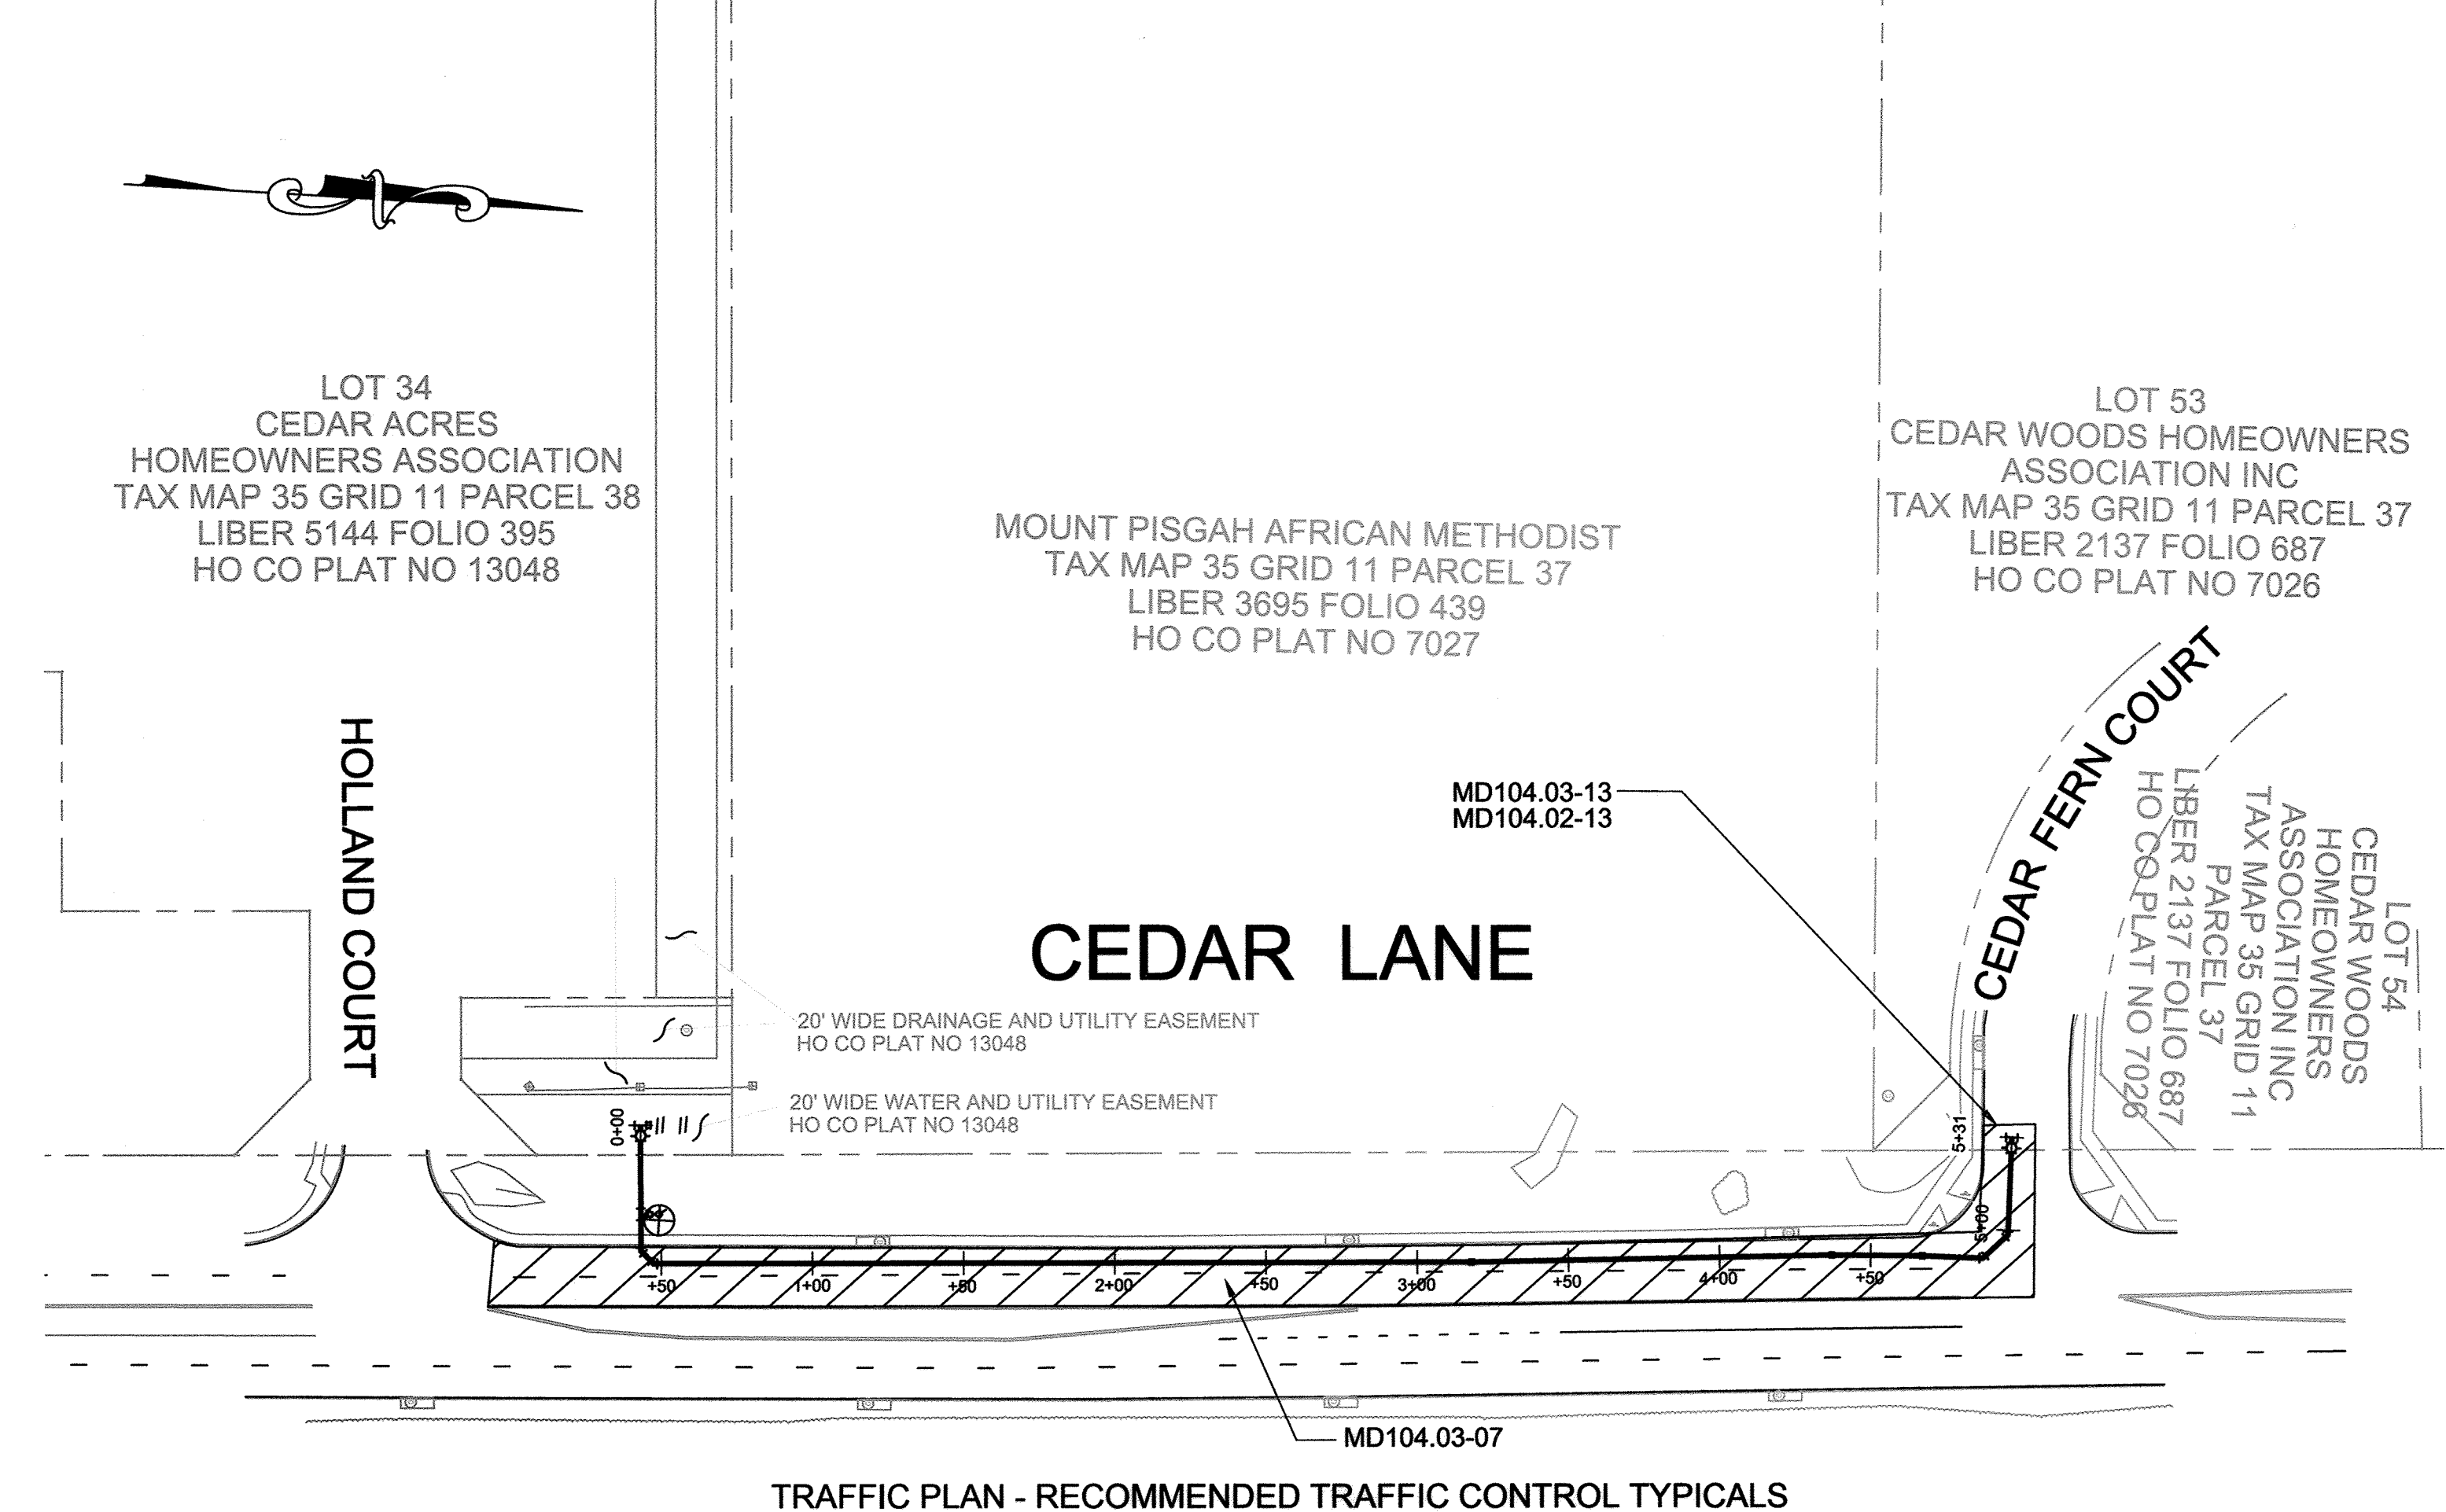 LOT 34
CEDAR ACRES
HOMEOWNERS ASSOCIATION
TAX MAP 35 GRID 11 PARCEL 38
LIBER 5144 FOLIO 395
HO CO PLAT NO 13048
MOUNT PISGAH AFRICAN METHODIST
TAX MAP 35 GRID 11 PARCEL 37
LIBER 3695 FOLIO 439
HO CO PLAT NO 7027
LOT 53
CEDAR WOODS HOMEOWNERS
ASSOCIATION INC
TAX MAP 35 GRID 11 PARCEL 37
LIBER 2137 FOLIO 687
HO CO PLAT NO 7026
HOLLAND COURT
MD104.03-13
MD104.02-13
CEDAR FERN COURT
LOT 54
CEDAR WOODS
HOMEOWNERS
ASSOCIATION INC
TAX MAP 35 GRID 11
PARCEL 37
LIBER 2137 FOLIO 687
HO CO PLAT NO 7026
CEDAR LANE
20' WIDE DRAINAGE AND UTILITY EASEMENT
HO CO PLAT NO 13048
20' WIDE WATER AND UTILITY EASEMENT
HO CO PLAT NO 13048
0+00
5+31
5+00
+50
1+00
+50
2+00
+50
3+00
+50
4+00
+50
MD104.03-07
TRAFFIC PLAN - RECOMMENDED TRAFFIC CONTROL TYPICALS